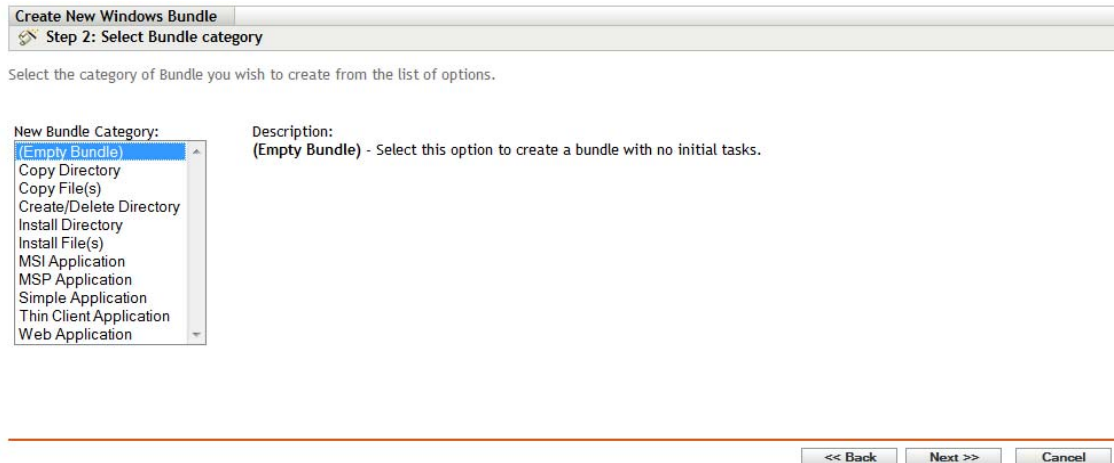 Create New Windows Bundle
Step 2: Select Bundle category
Select the category of Bundle you wish to create from the list of options.
New Bundle Category:
(Empty Bundle)
Copy Directory
Copy File(s)
Create/Delete Directory
Install Directory
Install File(s)
MSI Application
MSP Application
Simple Application
Thin Client Application
Web Application
Description:
(Empty Bundle) - Select this option to create a bundle with no initial tasks.
<< Back
Next >>
Cancel